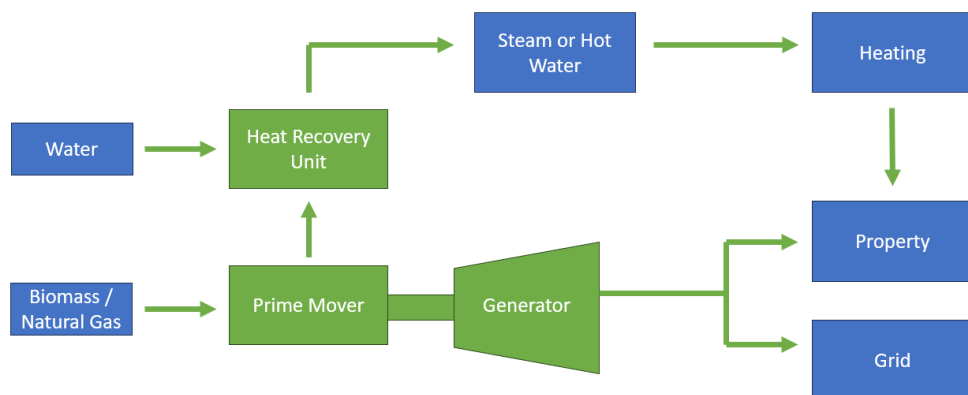 Steam or Hot
Water
Heating
Water
Heat Recovery
Unit
Property
Biomass /
Natural Gas
Prime Mover
Generator
Grid